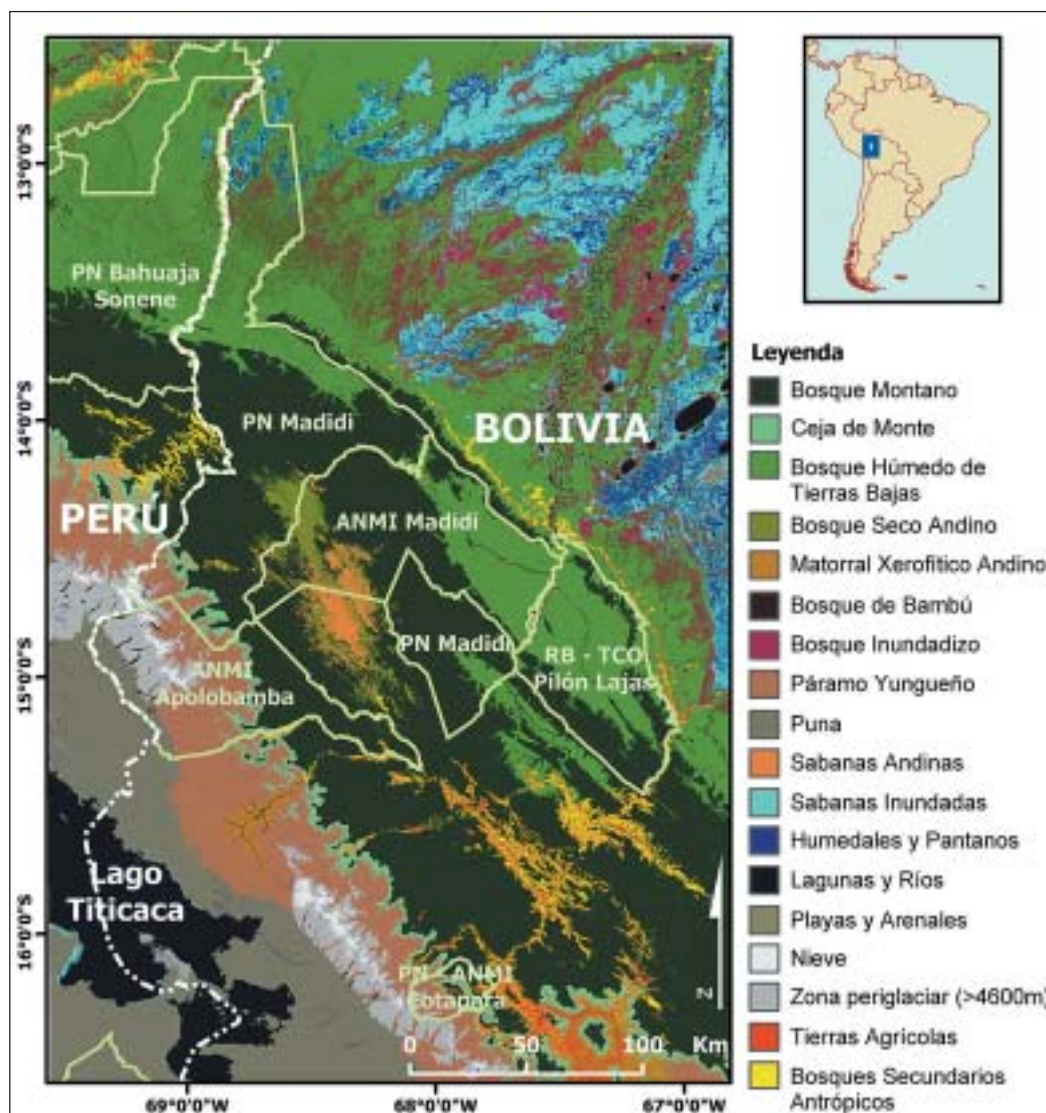 13°0'0"S
14°0'0"S
15°0'0"S
16°0'0"S
69°0'0"W
68°0'0"W
67°0'0"W
PN Bahuaja
Sonene
PN Madidi
BOLIVIA
PERÚ
ANMI Madidi
PN Madidi
RB - TCO
Pilón Lajas
ANMI
Apolobamba
Lago
Titicaca
PN - ANMI
Cotapata
0 50 100 Km
N
Leyenda
Bosque Montano
Ceja de Monte
Bosque Húmedo de
Tierras Bajas
Bosque Seco Andino
Matorral Xerofítico Andino
Bosque de Bambú
Bosque Inundadizo
Páramo Yungueño
Puna
Sabanas Andinas
Sabanas Inundadas
Humedales y Pantanos
Lagunas y Ríos
Playas y Arenales
Nieve
Zona periglaciar (>4600m)
Tierras Agrícolas
Bosques Secundarios
Antrópicos